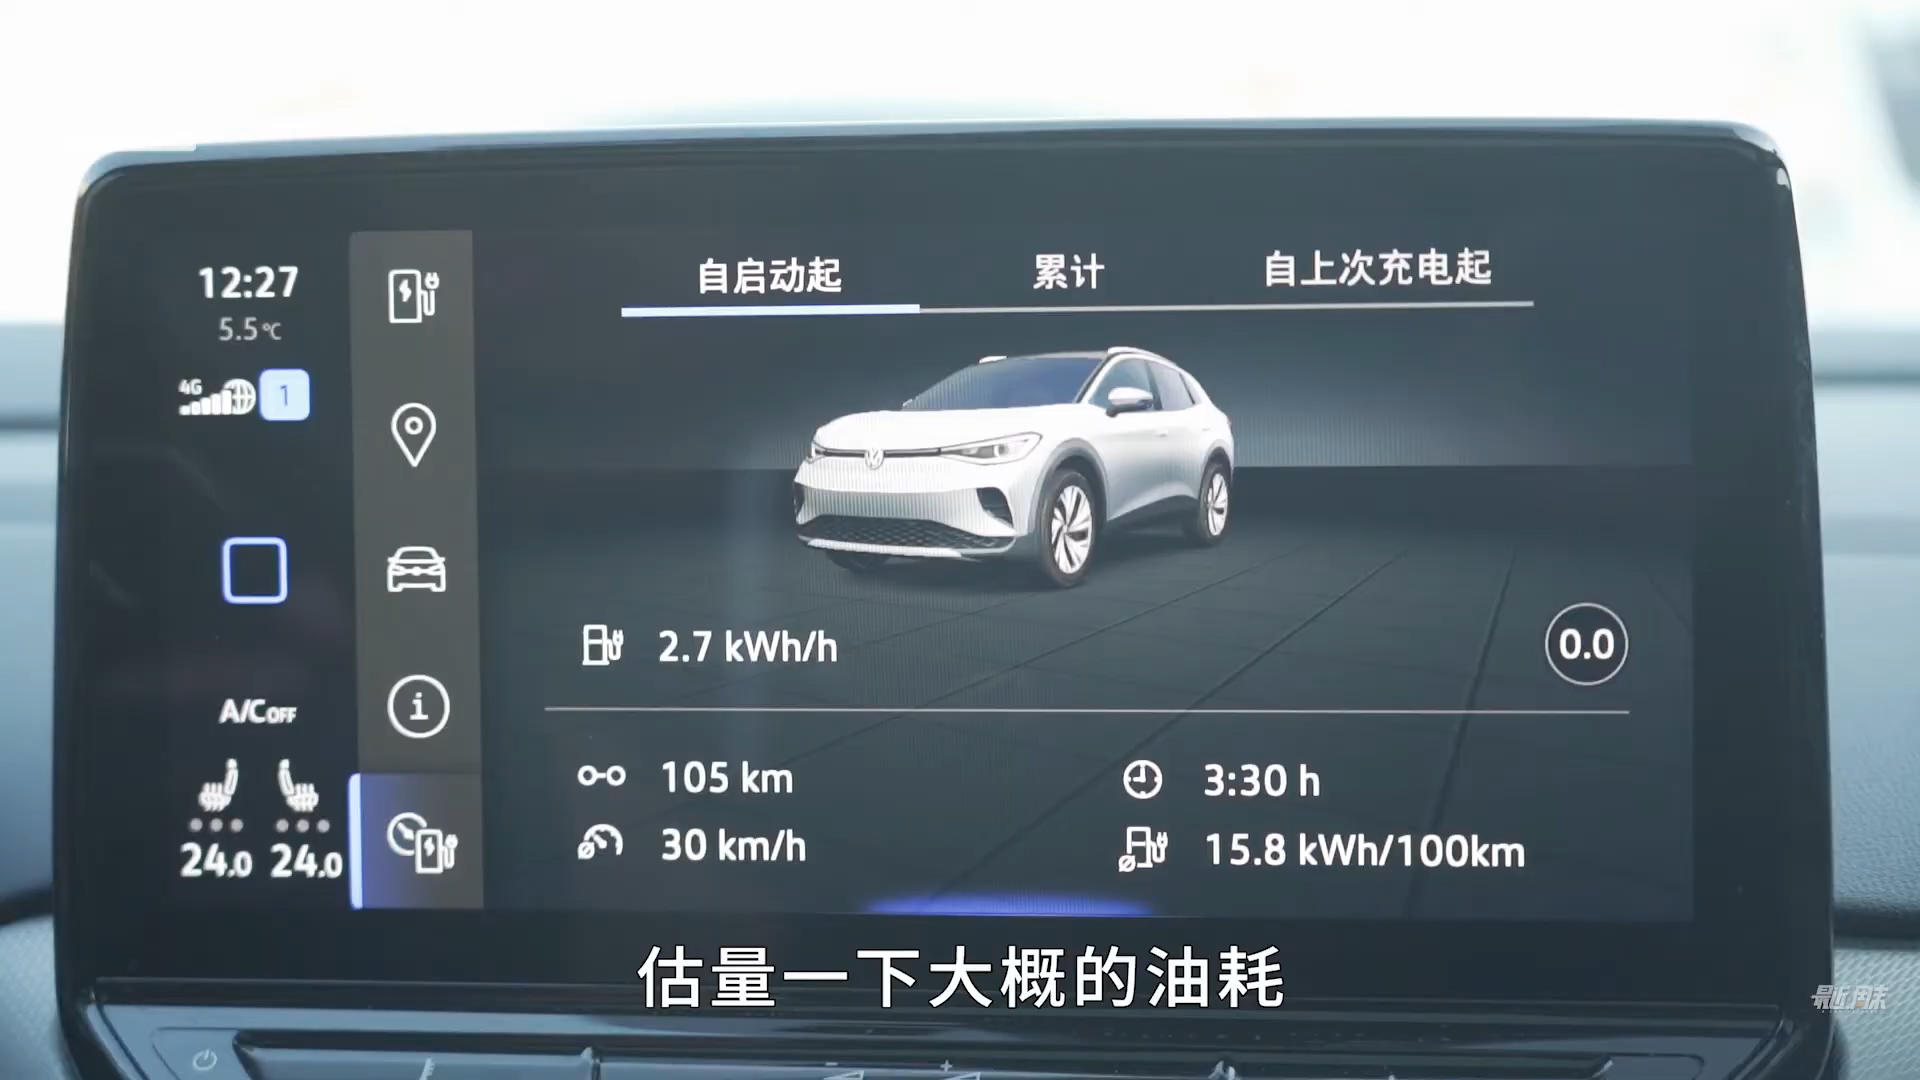 12:27
5.5℃
4G
1
A/C OFF
24.0 24.0
自启动起 累计 自上次充电起
2.7 kWh/h
0.0
105 km
3:30 h
30 km/h
15.8 kWh/100km
估量一下大概的油耗